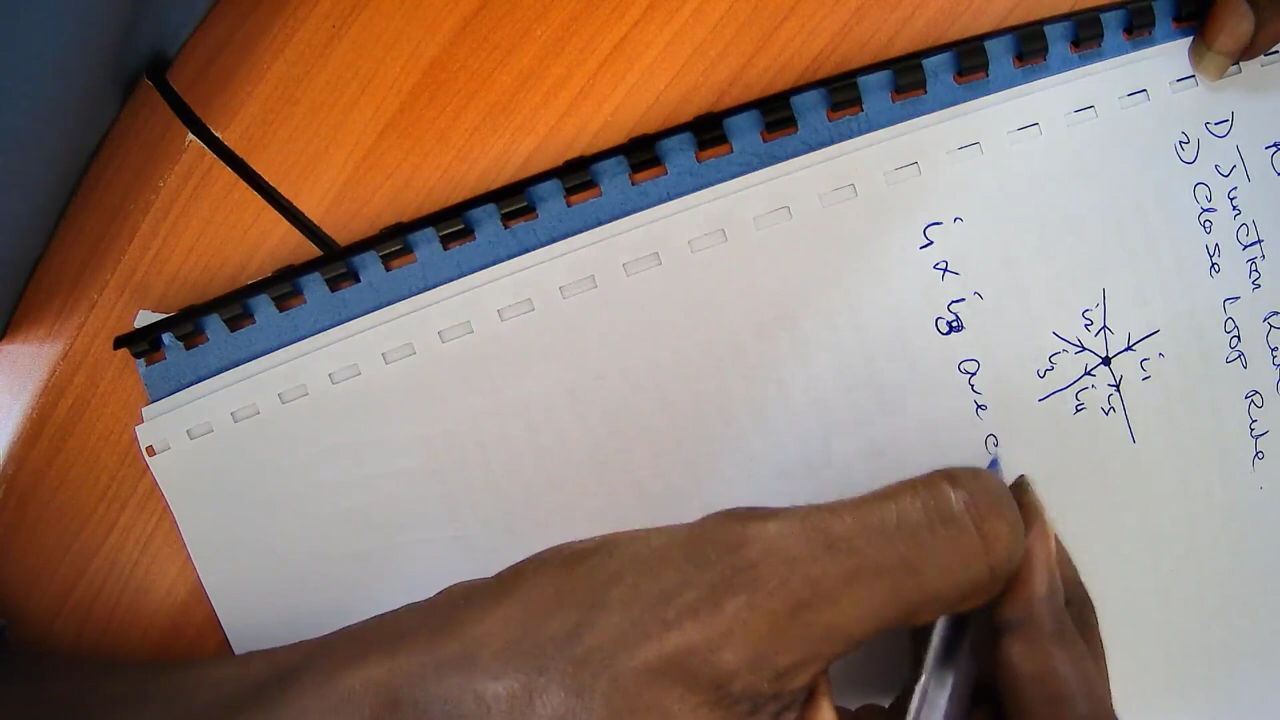 1) Junction Rule
2) Close Loop Rule.
i1
i2
i3
i4
i5
i1 & i3 are c